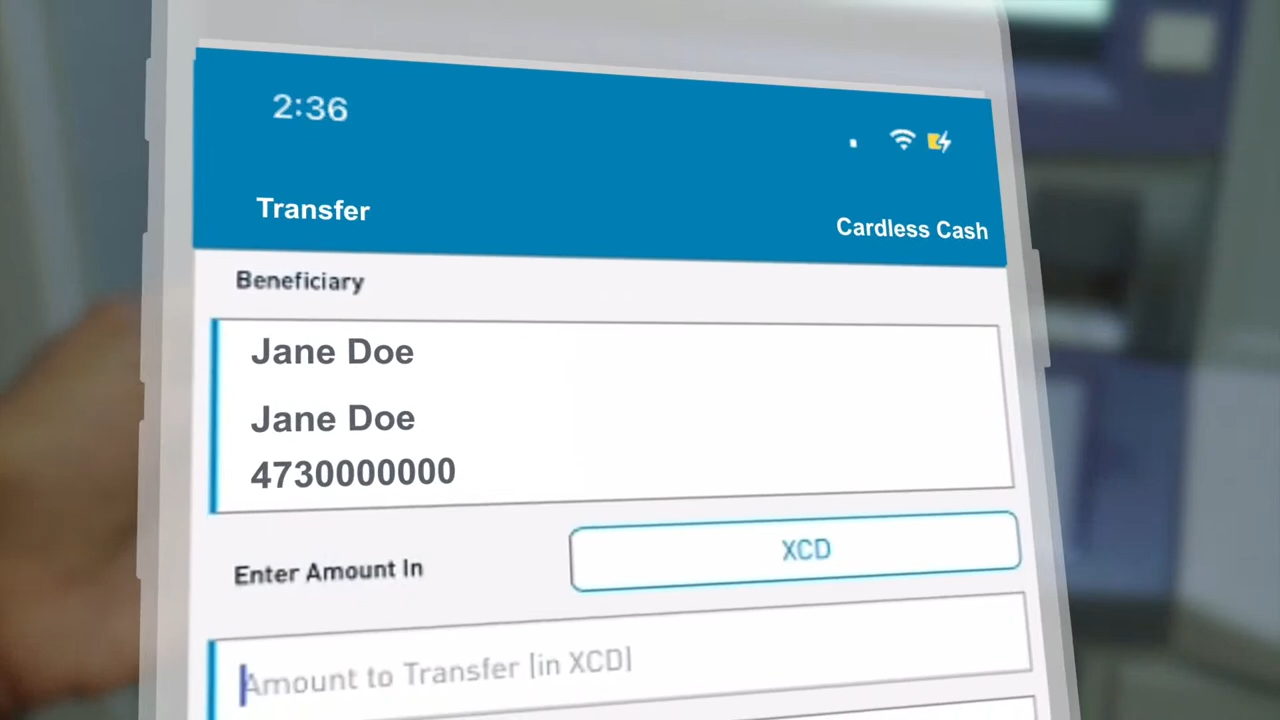 2:36
Transfer
Cardless Cash
Beneficiary
Jane Doe
Jane Doe
4730000000
Enter Amount In
XCD
Amount to Transfer (in XCD)